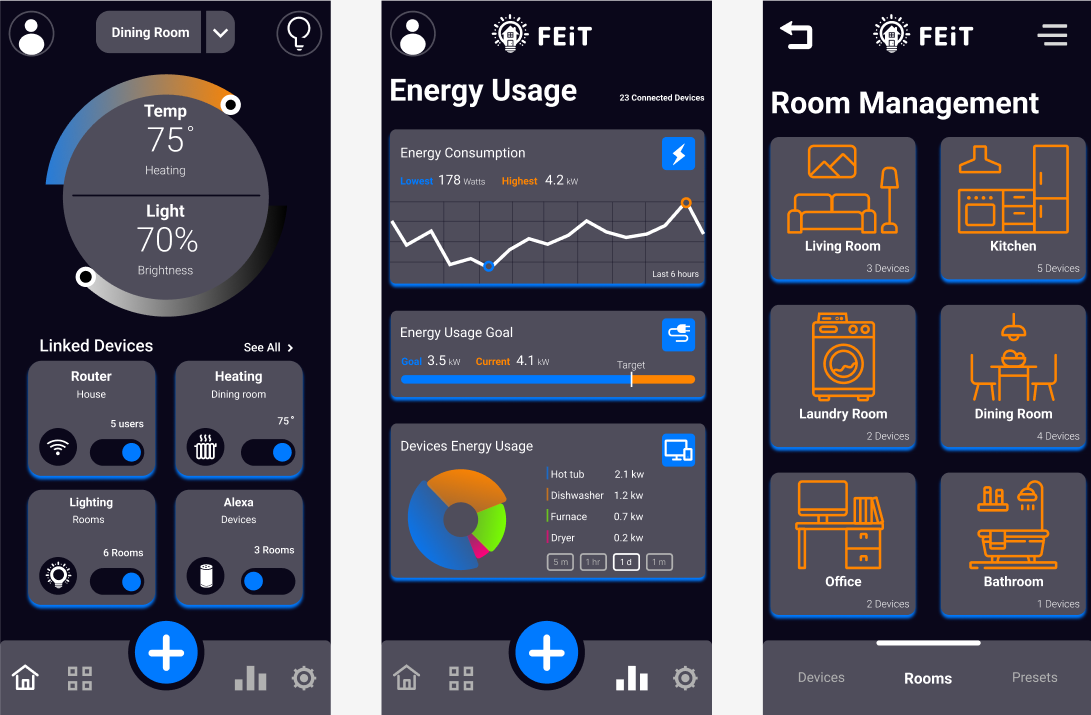 Dining Room
Temp
75°
Heating
Light
70%
Brightness
Linked Devices
See All
Router
House
5 users
Heating
Dining room
75°
Lighting
Rooms
6 Rooms
Alexa
Devices
3 Rooms
FEiT
Energy Usage
23 Connected Devices
Energy Consumption
Lowest 178 Watts Highest 4.2 kW
Last 6 hours
Energy Usage Goal
Goal 3.5 kW Current 4.1 kW
Target
Devices Energy Usage
Hot tub 2.1 kw
Dishwasher 1.2 kw
Furnace 0.7 kw
Dryer 0.2 kw
5 m 1 hr 1 d 1 m
FEiT
Room Management
Living Room
3 Devices
Kitchen
5 Devices
Laundry Room
2 Devices
Dining Room
4 Devices
Office
2 Devices
Bathroom
1 Devices
Devices Rooms Presets